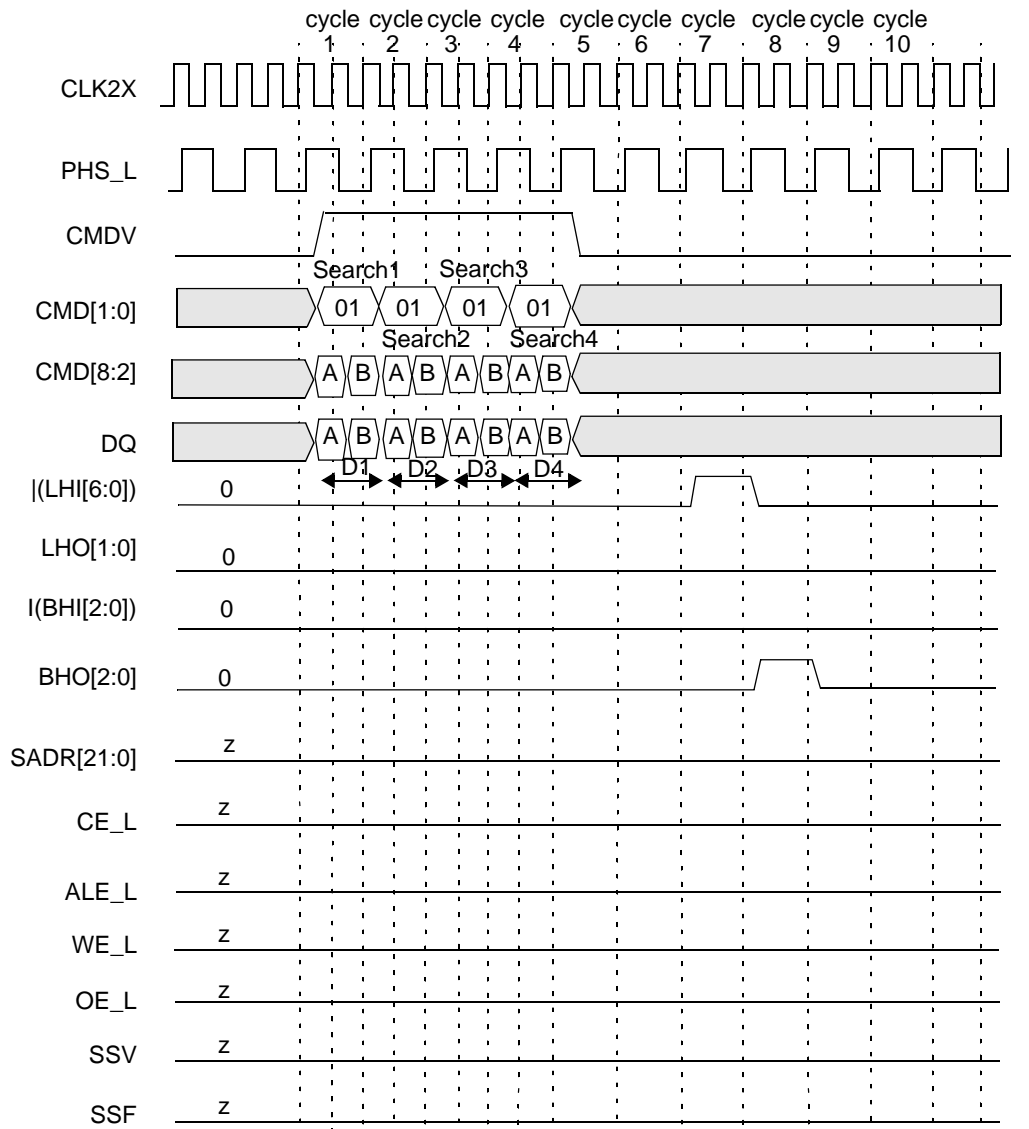 cycle cycle cycle cycle cycle cycle cycle cycle cycle cycle
1 2 3 4 5 6 7 8 9 10
CLK2X
PHS_L
CMDV
Search1 Search3
CMD[1:0] 01 01 01 01
Search2 Search4
CMD[8:2] A B A B A B A B
DQ A B A B A B A B
D1 D2 D3 D4
|(LHI[6:0]) 0
LHO[1:0] 0
I(BHI[2:0]) 0
BHO[2:0] 0
SADR[21:0] z
CE_L z
ALE_L z
WE_L z
OE_L z
SSV z
SSF z